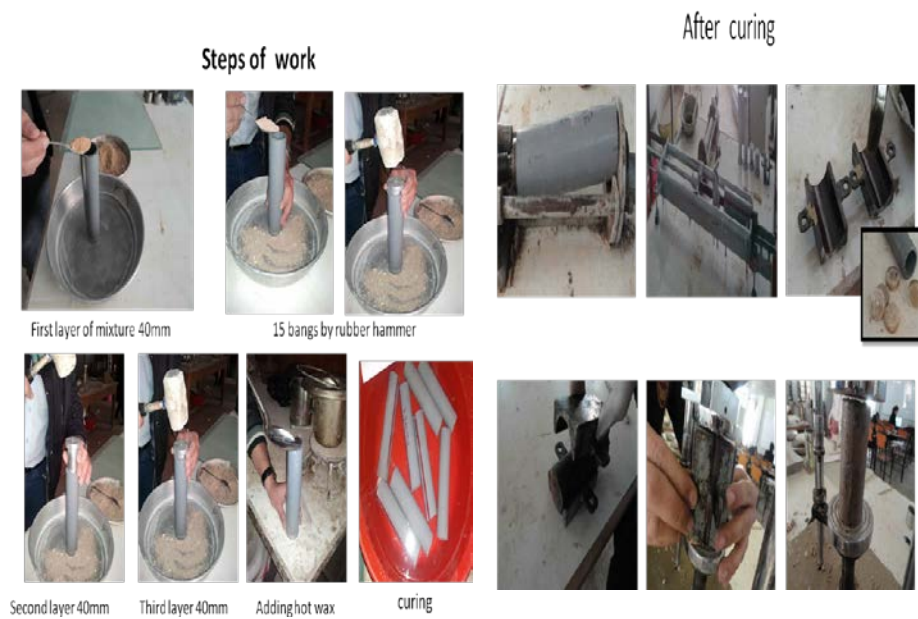 Steps of work
First layer of mixture 40mm
15 bangs by rubber hammer
Second layer 40mm
Third layer 40mm
Adding hot wax
curing
After curing